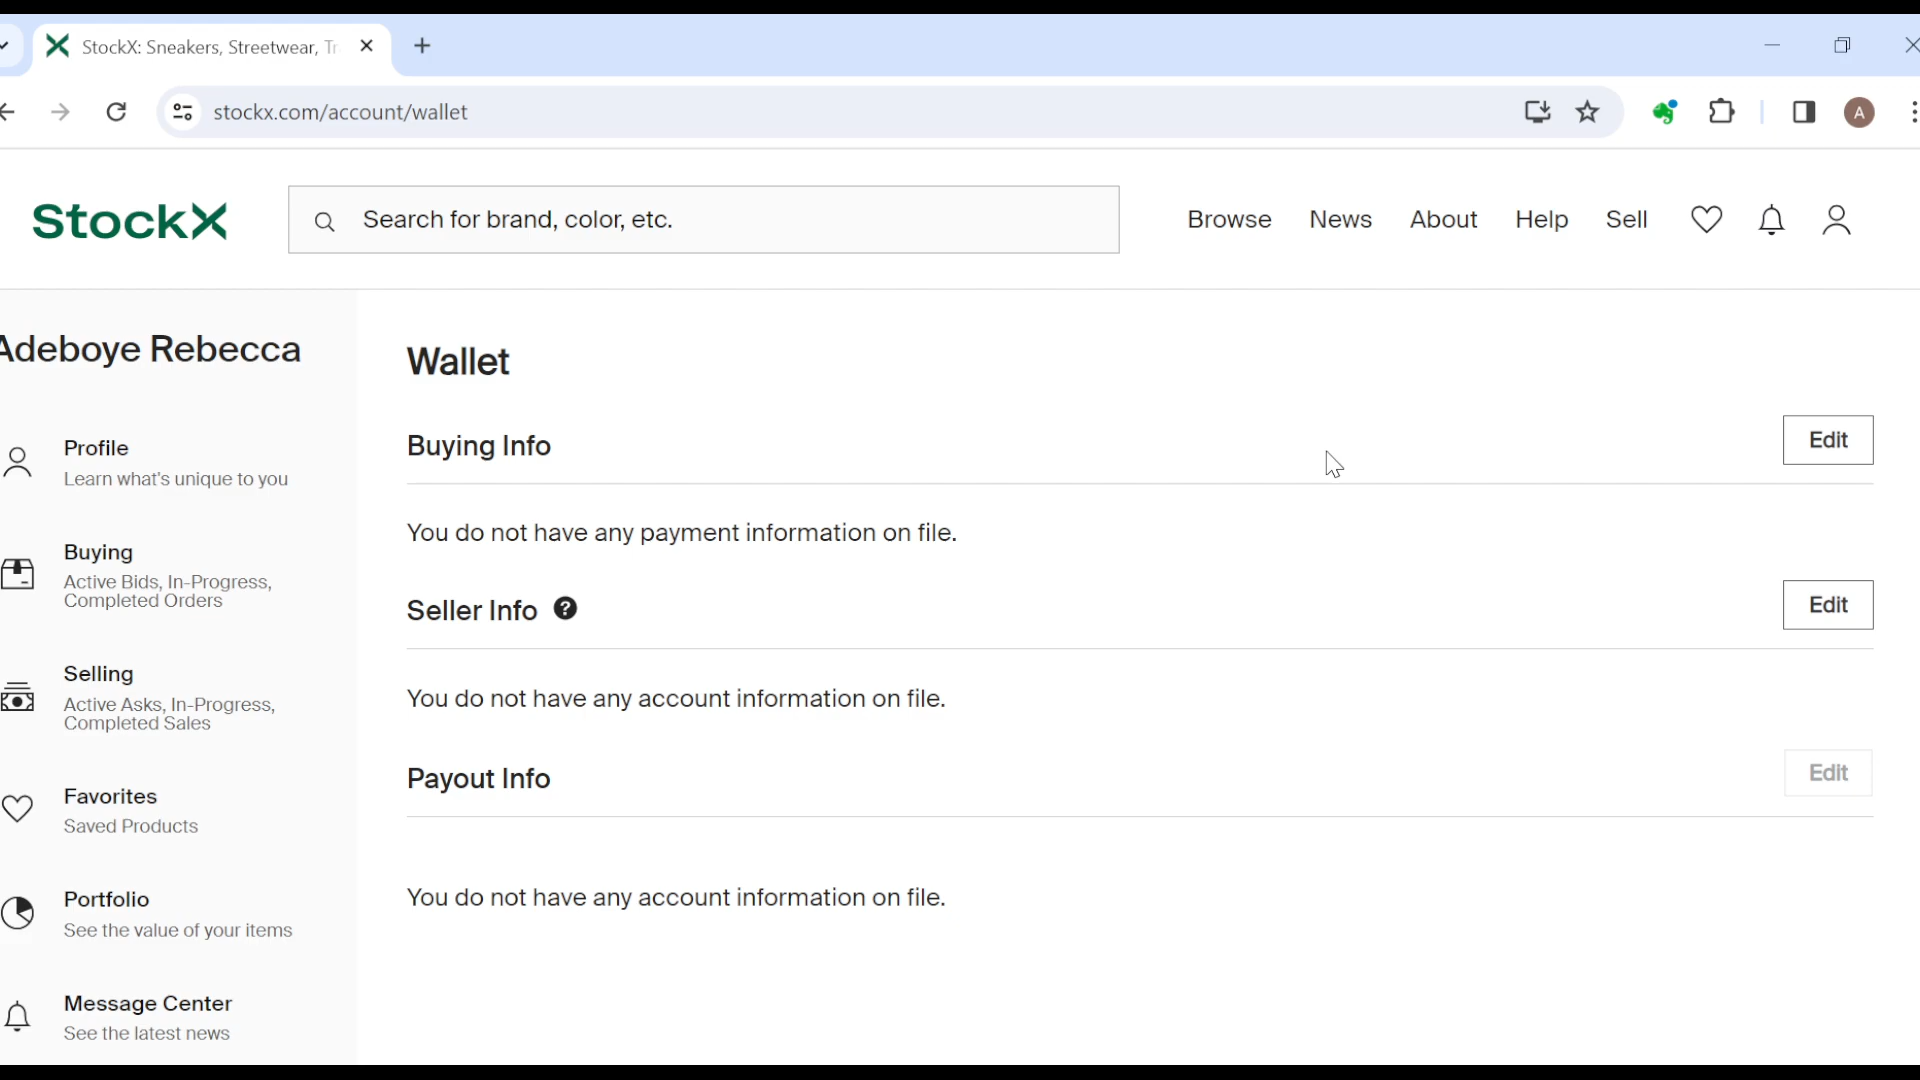 StockX: Sneakers, Streetwear, Tr
stockx.com/account/wallet
A
StockX
Search for brand, color, etc.
Browse
News
About
Help
Sell
Adeboye Rebecca
Profile
Learn what's unique to you
Buying
Active Bids, In-Progress,
Completed Orders
Selling
Active Asks, In-Progress,
Completed Sales
Favorites
Saved Products
Portfolio
See the value of your items
Message Center
See the latest news
Wallet
Buying Info
Edit
You do not have any payment information on file.
Seller Info ?
Edit
You do not have any account information on file.
Payout Info
Edit
You do not have any account information on file.